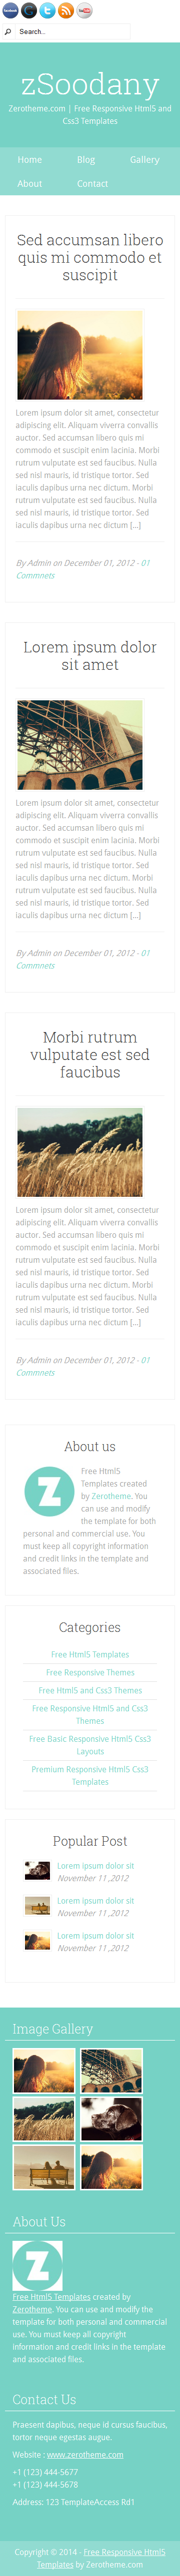 facebook
You
Tube
Search...
zSoodany
Zerotheme.com | Free Responsive Html5 and
Css3 Templates
Home Blog Gallery
About Contact
Sed accumsan libero
quis mi commodo et
suscipit
Lorem ipsum dolor sit amet, consectetur
adipiscing elit. Aliquam viverra convallis
auctor. Sed accumsan libero quis mi
commodo et suscipit enim lacinia. Morbi
rutrum vulputate est sed faucibus. Nulla
sed nisl mauris, id tristique tortor. Sed
iaculis dapibus urna nec dictum. Morbi
rutrum vulputate est sed faucibus. Nulla
sed nisl mauris, id tristique tortor. Sed
iaculis dapibus urna nec dictum [...]
By Admin on December 01, 2012 - 01
Commnets
Lorem ipsum dolor
sit amet
Lorem ipsum dolor sit amet, consectetur
adipiscing elit. Aliquam viverra convallis
auctor. Sed accumsan libero quis mi
commodo et suscipit enim lacinia. Morbi
rutrum vulputate est sed faucibus. Nulla
sed nisl mauris, id tristique tortor. Sed
iaculis dapibus urna nec dictum. Morbi
rutrum vulputate est sed faucibus. Nulla
sed nisl mauris, id tristique tortor. Sed
iaculis dapibus urna nec dictum [...]
By Admin on December 01, 2012 - 01
Commnets
Morbi rutrum
vulputate est sed
faucibus
Lorem ipsum dolor sit amet, consectetur
adipiscing elit. Aliquam viverra convallis
auctor. Sed accumsan libero quis mi
commodo et suscipit enim lacinia. Morbi
rutrum vulputate est sed faucibus. Nulla
sed nisl mauris, id tristique tortor. Sed
iaculis dapibus urna nec dictum. Morbi
rutrum vulputate est sed faucibus. Nulla
sed nisl mauris, id tristique tortor. Sed
iaculis dapibus urna nec dictum [...]
By Admin on December 01, 2012 - 01
Commnets
About us
Z
Free Html5
Templates created
by Zerotheme. You
can use and modify
the template for both
personal and commercial use. You
must keep all copyright information
and credit links in the template and
associated files.
Categories
Free Html5 Templates
Free Responsive Themes
Free Html5 and Css3 Themes
Free Responsive Html5 and Css3
Themes
Free Basic Responsive Html5 Css3
Layouts
Premium Responsive Html5 Css3
Templates
Popular Post
Lorem ipsum dolor sit
November 11 ,2012
Lorem ipsum dolor sit
November 11 ,2012
Lorem ipsum dolor sit
November 11 ,2012
Image Gallery
About Us
Z
Free Html5 Templates created by
Zerotheme. You can use and modify the
template for both personal and commercial
use. You must keep all copyright
information and credit links in the template
and associated files.
Contact Us
Praesent dapibus, neque id cursus faucibus,
tortor neque egestas augue.
Website : www.zerotheme.com
+1 (123) 444-5677
+1 (123) 444-5678
Address: 123 TemplateAccess Rd1
Copyright © 2014 - Free Responsive Html5
Templates by Zerotheme.com